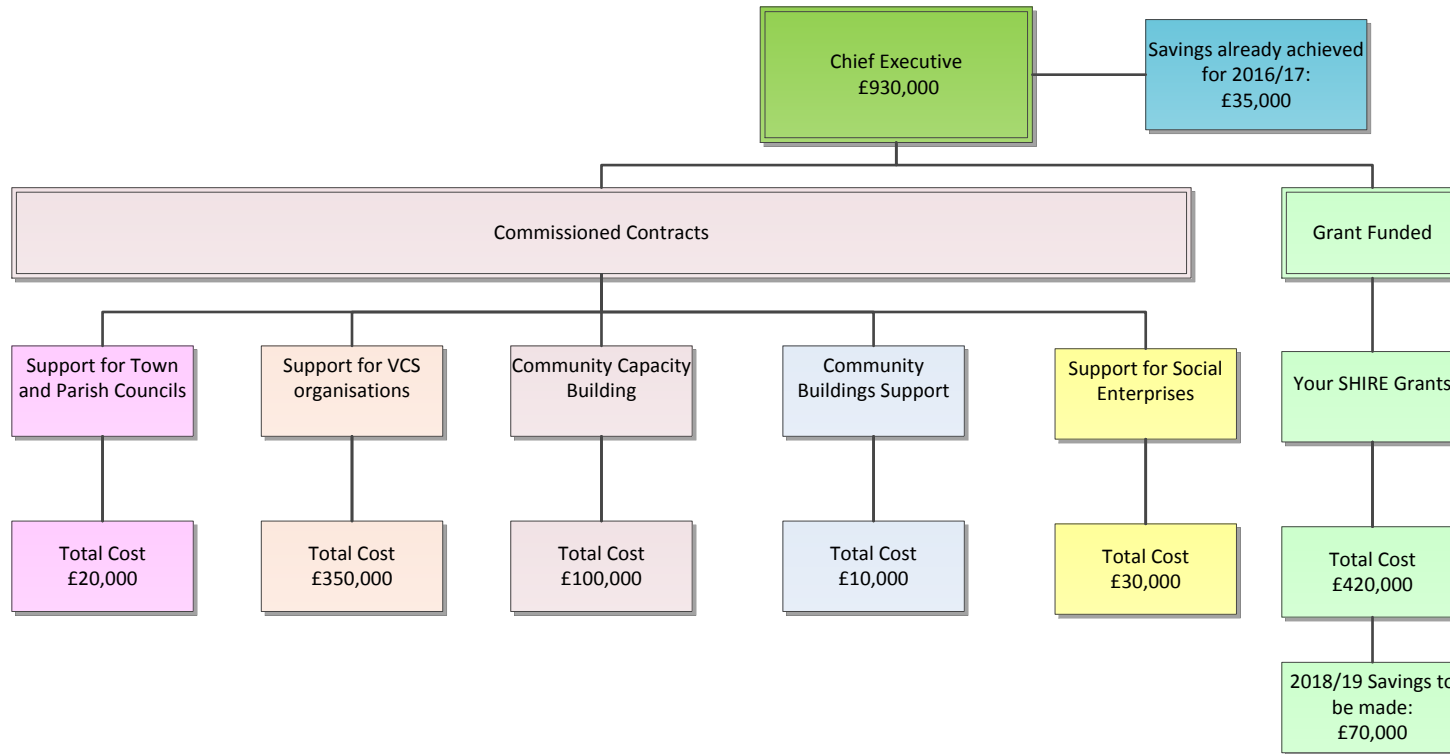 Chief Executive
£930,000
Savings already achieved
for 2016/17:
£35,000
Commissioned Contracts
Grant Funded
Support for Town
and Parish Councils
Support for VCS
organisations
Community Capacity
Building
Community
Buildings Support
Support for Social
Enterprises
Your SHIRE Grants
Total Cost
£20,000
Total Cost
£350,000
Total Cost
£100,000
Total Cost
£10,000
Total Cost
£30,000
Total Cost
£420,000
2018/19 Savings to
be made:
£70,000